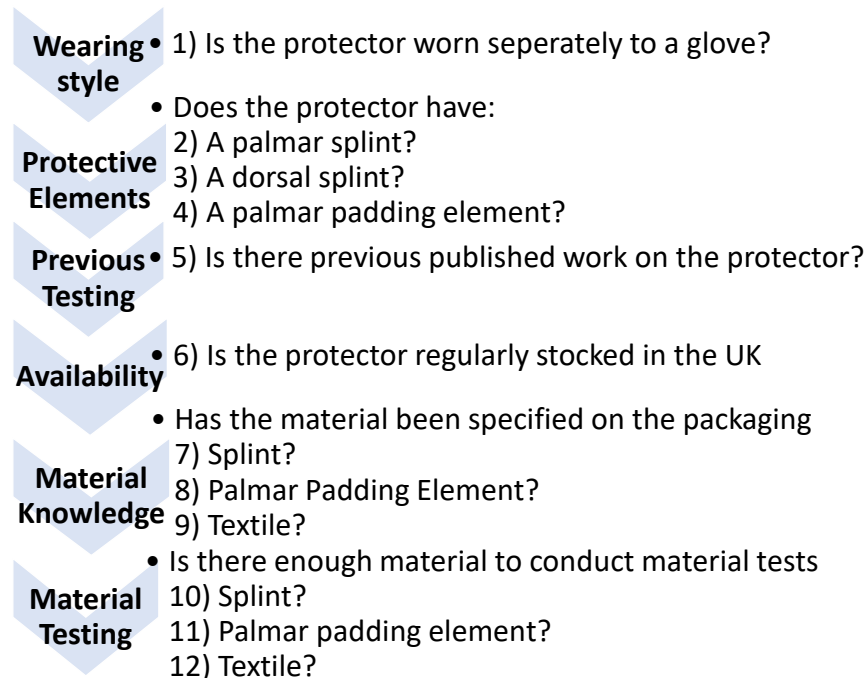 Wearing style
• 1) Is the protector worn seperately to a glove?
Protective Elements
• Does the protector have:
2) A palmar splint?
3) A dorsal splint?
4) A palmar padding element?
Previous Testing
• 5) Is there previous published work on the protector?
Availability
• 6) Is the protector regularly stocked in the UK
Material Knowledge
• Has the material been specified on the packaging
7) Splint?
8) Palmar Padding Element?
9) Textile?
Material Testing
• Is there enough material to conduct material tests
10) Splint?
11) Palmar padding element?
12) Textile?